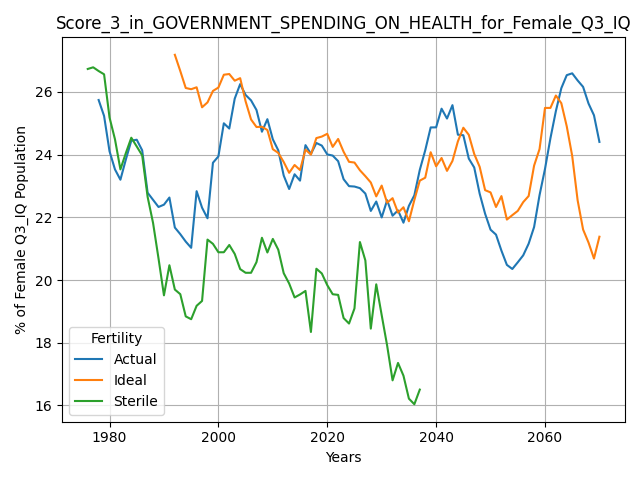 Score_3_in_GOVERNMENT_SPENDING_ON_HEALTH_for_Female_Q3_IQ
% of Female Q3_IQ Population
26
24
22
20
18
16
Fertility
Actual
Ideal
Sterile
1980
2000
2020
2040
2060
Years